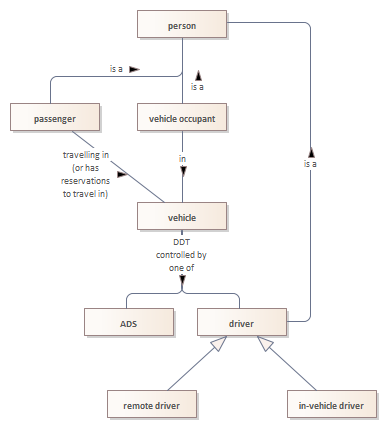 person
is a
is a
passenger
vehicle occupant
travelling in
(or has
reservations
to travel in)
in
is a
vehicle
DDT
controlled by
one of
ADS
driver
remote driver
in-vehicle driver